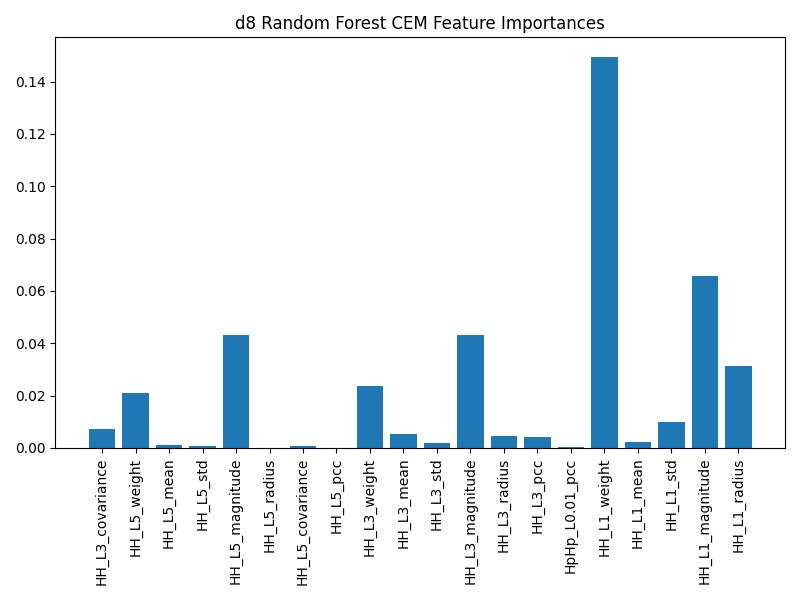 d8 Random Forest CEM Feature Importances
0.14
0.12
0.10
0.08
0.06
0.04
0.02
0.00
HH_L3_covariance
HH_L5_weight
HH_L5_mean
HH_L5_std
HH_L5_magnitude
HH_L5_radius
HH_L5_covariance
HH_L5_pcc
HH_L3_weight
HH_L3_mean
HH_L3_std
HH_L3_magnitude
HH_L3_radius
HH_L3_pcc
HpHp_L0.01_pcc
HH_L1_weight
HH_L1_mean
HH_L1_std
HH_L1_magnitude
HH_L1_radius